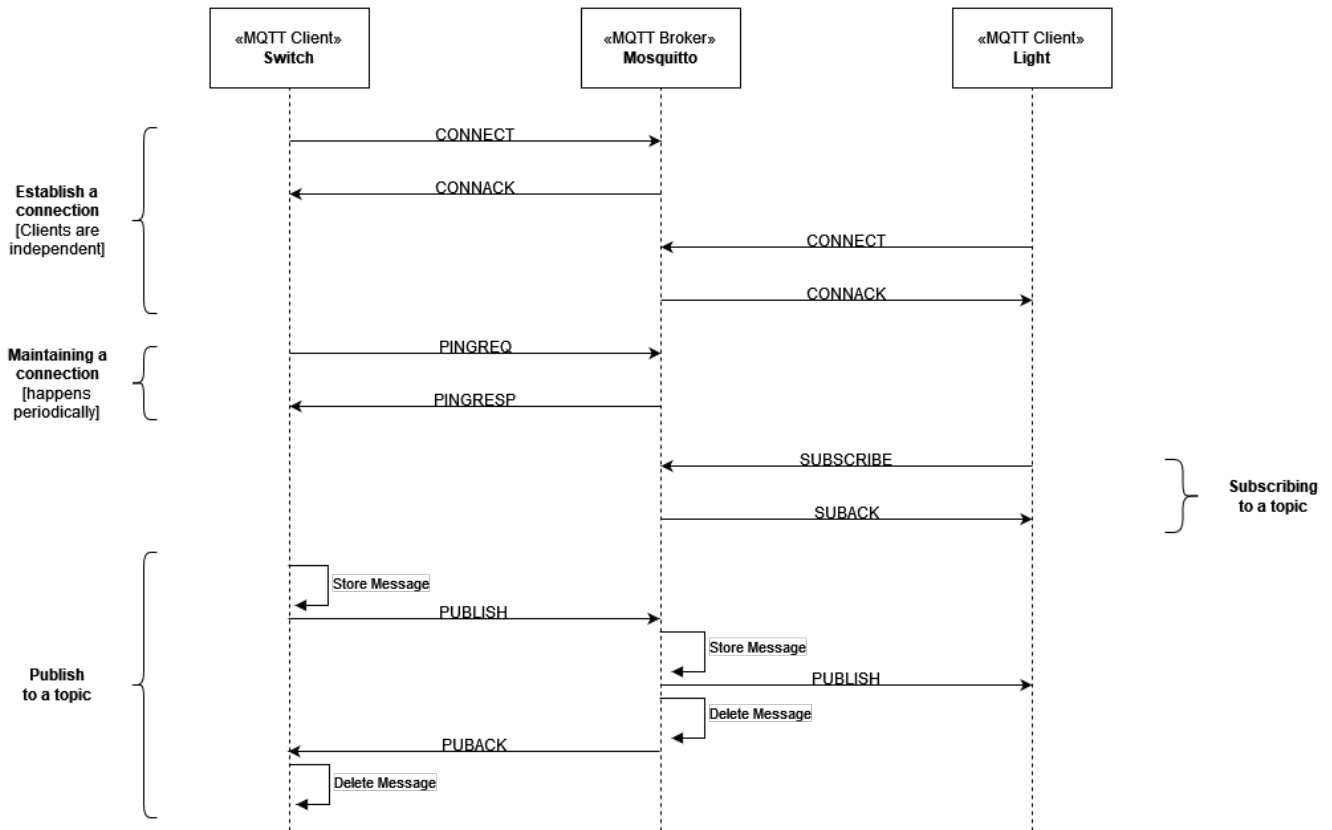 «MQTT Client»
Switch
«MQTT Broker»
Mosquitto
«MQTT Client»
Light
CONNECT
Establish a
connection
[Clients are
independent]
CONNACK
CONNECT
CONNACK
Maintaining a
connection
[happens
periodically]
PINGREQ
PINGRESP
SUBSCRIBE
Subscribing
to a topic
SUBACK
Store Message
PUBLISH
Store Message
Publish
to a topic
PUBLISH
Delete Message
PUBACK
Delete Message